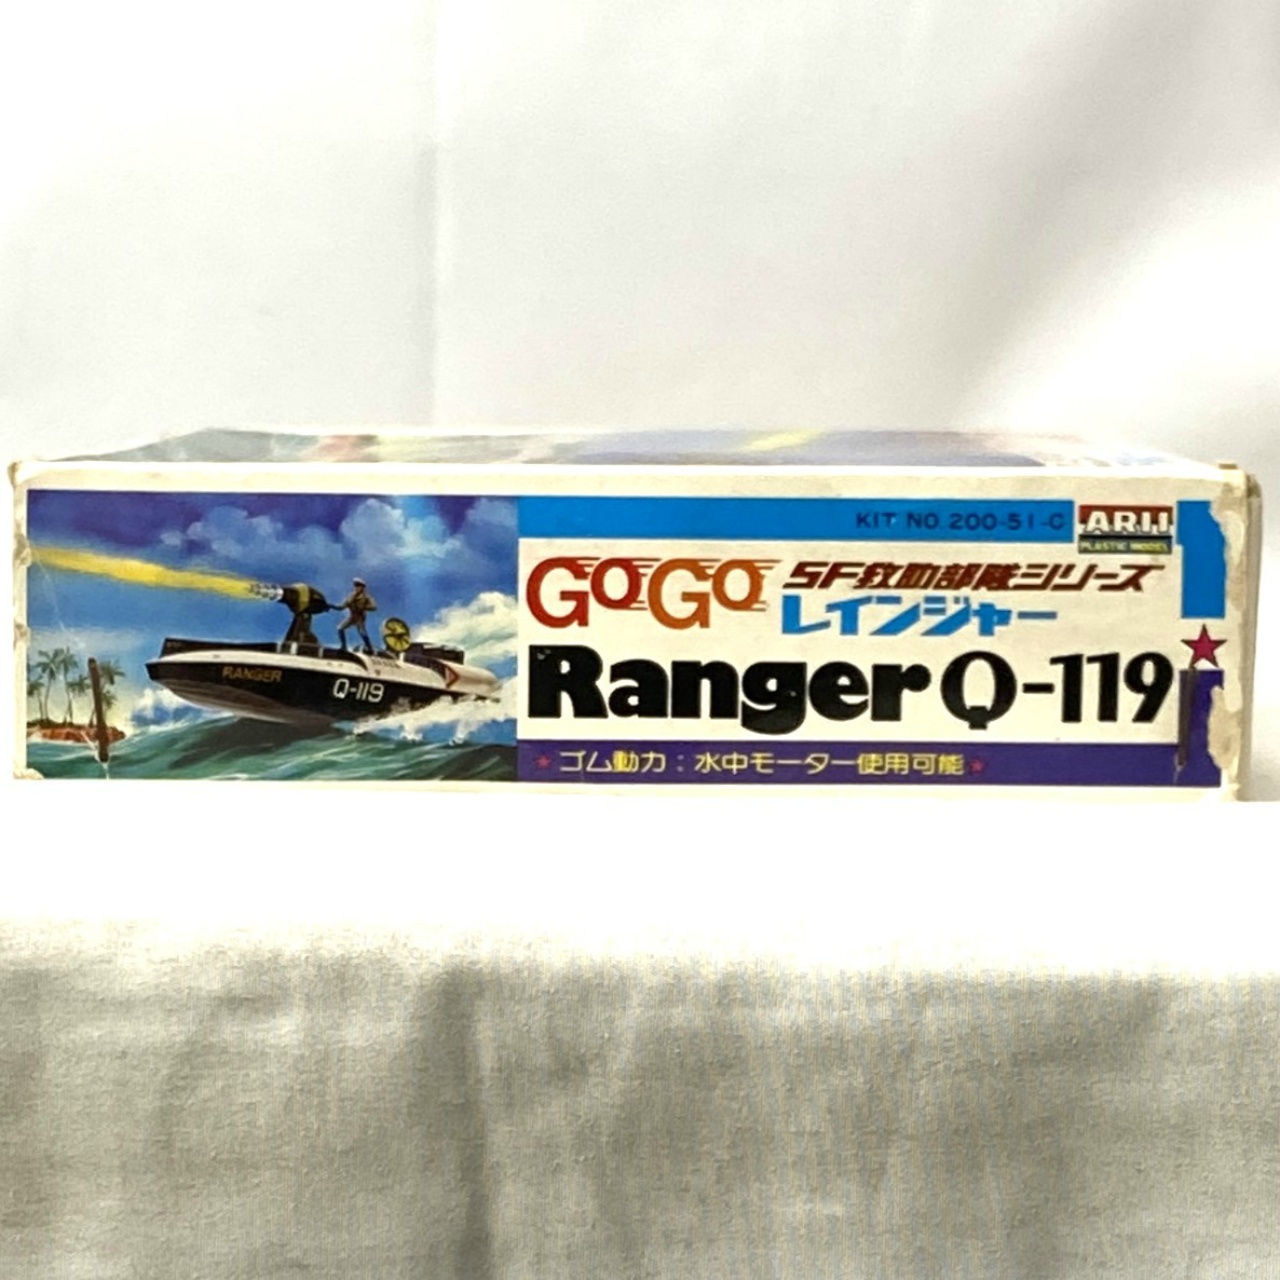 KIT NO. 200-51-C
ARII
PLASTIC MODEL
GOGO
SF救助部隊シリーズ
レインジャー
Ranger Q-119
★ ゴム動力：水中モーター使用可能 ★
RANGER
Q-119